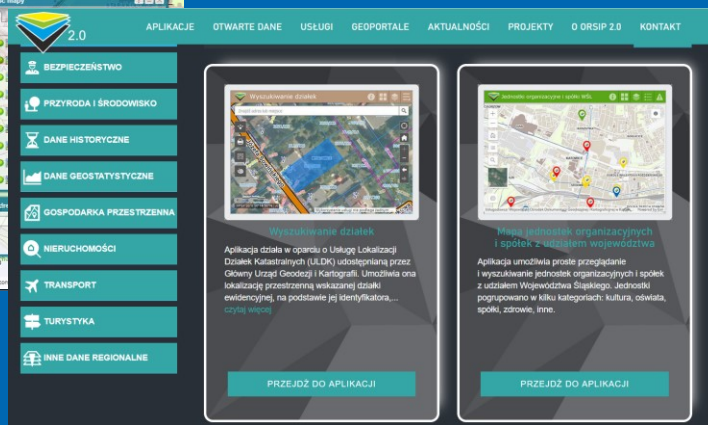 2.0
APLIKACJE OTWARTE DANE USŁUGI GEOPORTALE AKTUALNOŚCI PROJEKTY O ORSIP 2.0 KONTAKT
BEZPIECZEŃSTWO
PRZYRODA I ŚRODOWISKO
DANE HISTORYCZNE
DANE GEOSTATYSTYCZNE
GOSPODARKA PRZESTRZENNA
NIERUCHOMOŚCI
TRANSPORT
TURYSTYKA
INNE DANE REGIONALNE
Wyszukiwanie działek
Wyszukiwanie działek
Aplikacja działa w oparciu o Usługę Lokalizacji
Działek Katastralnych (ULDK) udostępnianą przez
Główny Urząd Geodezji i Kartografii. Umożliwia ona
lokalizację przestrzenną wskazanej działki
ewidencyjnej, na podstawie jej identyfikatora,...
czytaj więcej
PRZEJDŹ DO APLIKACJI
Jednostki organizacyjne i spółki WŚL
Mapa jednostek organizacyjnych
i spółek z udziałem województwa
Aplikacja umożliwia proste przeglądanie
i wyszukiwanie jednostek organizacyjnych i spółek
z udziałem Województwa Śląskiego. Jednostki
pogrupowano w kilku kategoriach: kultura, oświata,
spółki, zdrowie, inne.
PRZEJDŹ DO APLIKACJI